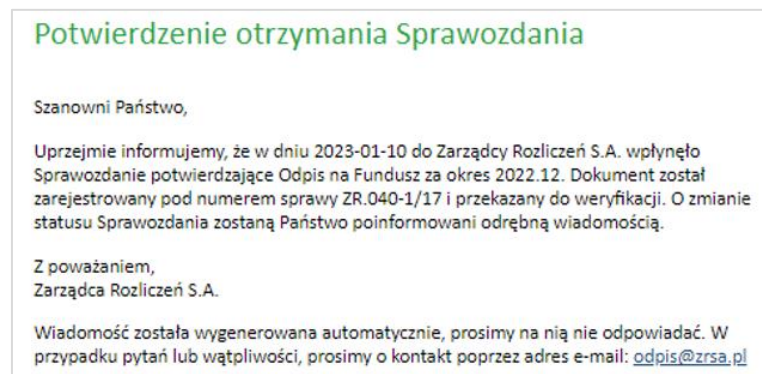 Potwierdzenie otrzymania Sprawozdania
Szanowni Państwo,
Uprzejmie informujemy, że w dniu 2023-01-10 do Zarządcy Rozliczeń S.A. wpłynęło
Sprawozdanie potwierdzające Odpis na Fundusz za okres 2022.12. Dokument został
zarejestrowany pod numerem sprawy ZR.040-1/17 i przekazany do weryfikacji. O zmianie
statusu Sprawozdania zostaną Państwo poinformowani odrębną wiadomością.
Z poważaniem,
Zarządca Rozliczeń S.A.
Wiadomość została wygenerowana automatycznie, prosimy na nią nie odpowiadać. W
przypadku pytań lub wątpliwości, prosimy o kontakt poprzez adres e-mail: odpis@zrsa.pl